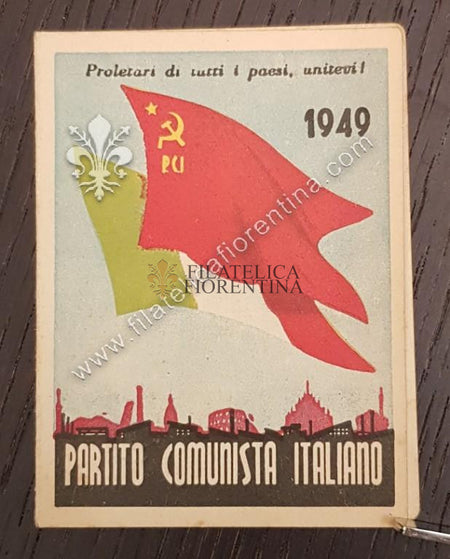 Proletari di tutti i paesi, unitevi!
1949
PCI
www.filatelicafiorentina.com
FILATELICA
FIORENTINA
PARTITO COMUNISTA ITALIANO